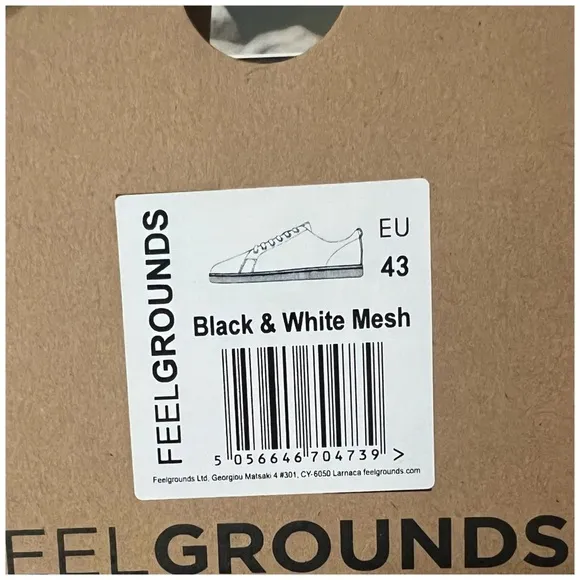 FEELGROUNDS
EU
43
Black & White Mesh
5 056646 704739 >
Feelgrounds Ltd. Georgiou Matsaki 4 #301, CY-6050 Larnaca feelgrounds.com
FEELGROUNDS